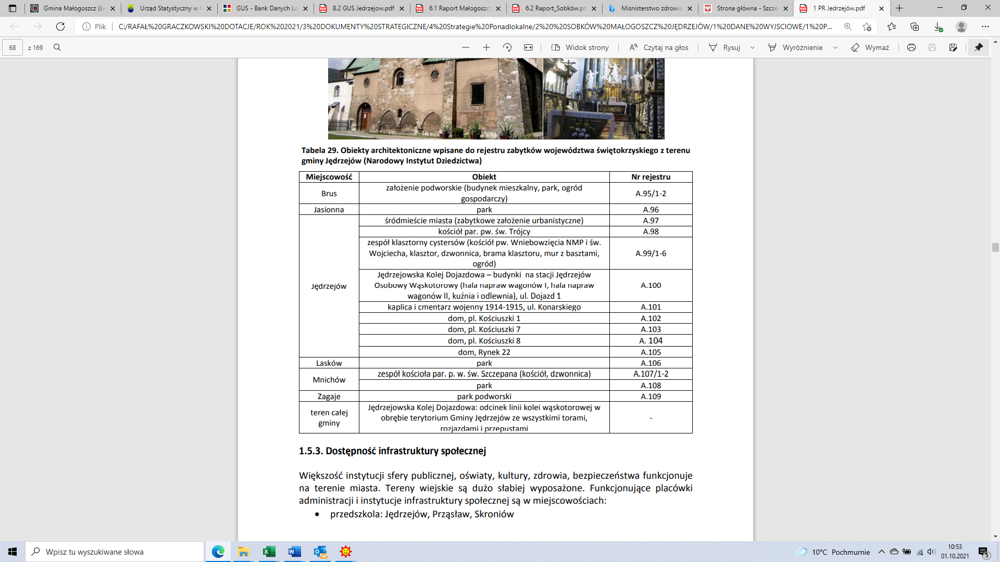 Gmina Małogoszcz (św
Urząd Statystyczny w K
GUS - Bank Danych Lo
8.2 GUS Jedrzejow.pdf
6.1 Raport Małogoszcz
6.2 Raport_Sobków.pd
Misnisterstwo zdrowia
Strona główna - Szcze
1 PR Jedrzejów.pdf
Plik
C:/RAFAŁ%20GRACZKOWSKI%20DOTACJE/ROK%202021/3%20DOKUMENTY%20STRATEGICZNE/4%20Strategie%20Ponadlokalne/2%20%20SOBKÓW%20MAŁOGOSZCZ%20JĘDRZEJÓW/1%20DANE%20WYJSCIOWE/1%20P...
68 z 169
Widok strony
Czytaj na głos
Rysuj
Wyróżnienie
Wymaż
Tabela 29. Obiekty architektoniczne wpisane do rejestru zabytków województwa świętokrzyskiego z terenu
gminy Jędrzejów (Narodowy Instytut Dziedzictwa)
Miejscowość Obiekt Nr rejestru
Brus założenie podworskie (budynek mieszkalny, park, ogród
gospodarczy) A.95/1-2
Jasionna park A.96
Jędrzejów śródmieście miasta (zabytkowe założenie urbanistyczne) A.97
kościół par. pw. św. Trójcy A.98
zespół klasztorny cystersów (kościół pw. Wniebowzięcia NMP i św.
Wojciecha, klasztor, dzwonnica, brama klasztoru, mur z basztami, A.99/1-6
ogród)
Jędrzejowska Kolej Dojazdowa – budynki na stacji Jędrzejów
Osobowy Wąskotorowy (hala napraw wagonów I, hala napraw A.100
wagonów II, kuźnia i odlewnia), ul. Dojazd 1
kaplica i cmentarz wojenny 1914-1915, ul. Konarskiego A.101
dom, pl. Kościuszki 1 A.102
dom, pl. Kościuszki 7 A.103
dom, pl. Kościuszki 8 A. 104
dom, Rynek 22 A.105
Lasków park A.106
Mnichów zespół kościoła par. p. w. św. Szczepana (kościół, dzwonnica) A.107/1-2
park A.108
Zagaje park podworski A.109
teren całej
gminy
Jędrzejowska Kolej Dojazdowa: odcinek linii kolei wąskotorowej w
obrębie terytorium Gminy Jędrzejów ze wszystkimi torami, -
rozjazdami i przepustami
1.5.3. Dostępność infrastruktury społecznej
Większość instytucji sfery publicznej, oświaty, kultury, zdrowia, bezpieczeństwa funkcjonuje
na terenie miasta. Tereny wiejskie są dużo słabiej wyposażone. Funkcjonujące placówki
administracji i instytucje infrastruktury społecznej są w miejscowościach:
• przedszkola: Jędrzejów, Prząsław, Skroniów
Wpisz tu wyszukiwane słowa
10°C Pochmurnie
10:53
01.10.2021
5